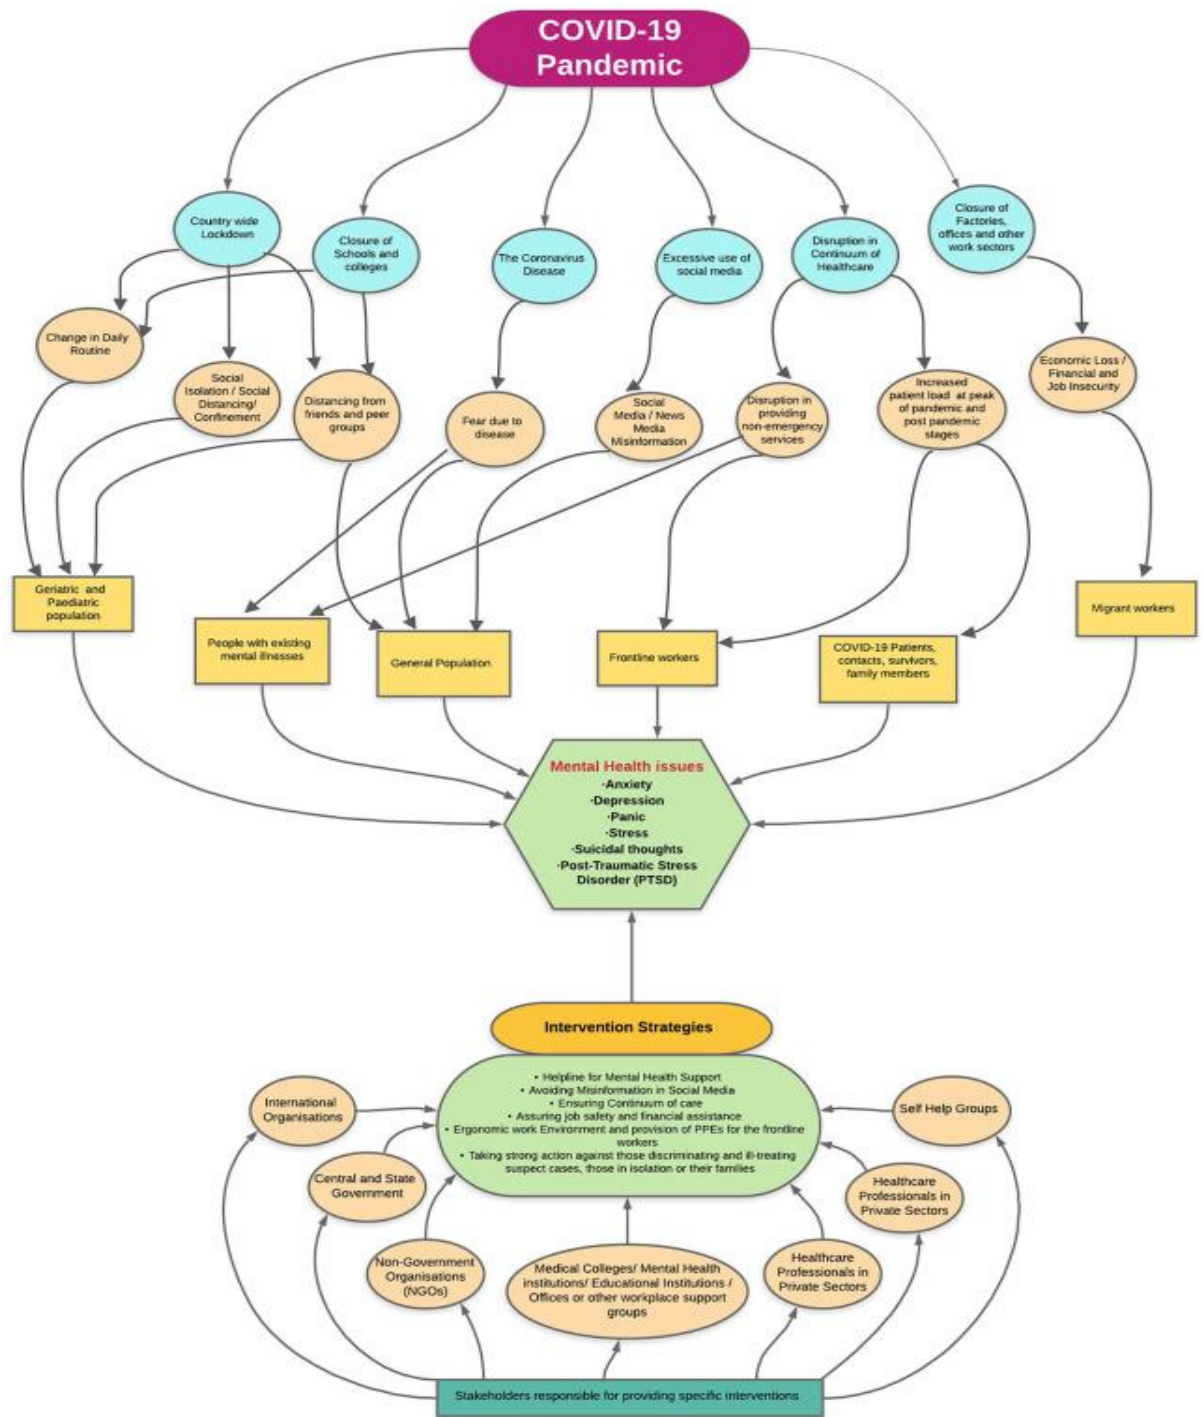 COVID-19
Pandemic
Country wide
Lockdown
Closure of
Schools and
colleges
The Coronavirus
Disease
Excessive use of
social media
Disruption in
Continuum of
Healthcare
Closure of
Factories,
offices and other
work sectors
Change in Daily
Routine
Social
Isolation / Social
Distancing/
Confinement
Distancing from
friends and peer
groups
Fear due to
disease
Social
Media / News
Media
Misinformation
Disruption in
providing
non-emergency
services
Increased
patient load at peak
of pandemic and
post pandemic
stages
Economic Loss /
Financial and
Job Insecurity
Geriatric and
Paediatric
population
People with existing
mental illnesses
General Population
Frontline workers
COVID-19 Patients,
contacts, survivors,
family members
Migrant workers
Mental Health issues
·Anxiety
·Depression
·Panic
·Stress
·Suicidal thoughts
·Post-Traumatic Stress
Disorder (PTSD)
Intervention Strategies
• Helpline for Mental Health Support
• Avoiding Misinformation in Social Media
• Ensuring Continuum of care
• Assuring job safety and financial assistance
• Ergonomic work Environment and provision of PPEs for the frontline
workers
• Taking strong action against those discriminating and ill-treating
suspect cases, those in isolation or their families
International
Organisations
Central and State
Government
Non-Government
Organisations
(NGOs)
Medical Colleges/ Mental Health
institutions/ Educational Institutions /
Offices or other workplace support
groups
Healthcare
Professionals in
Private Sectors
Healthcare
Professionals in
Private Sectors
Self Help Groups
Stakeholders responsible for providing specific interventions